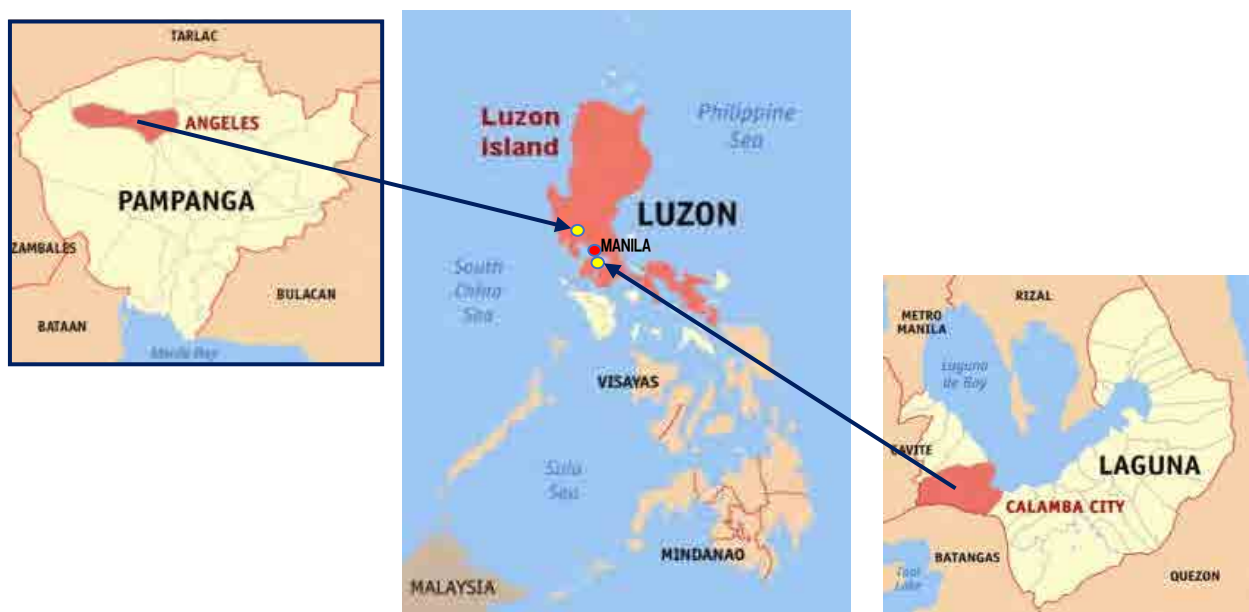 TARLAC
ANGELES
PAMPANGA
ZAMBALES
BULACAN
BATAAN
Manila Bay
Luzon
island
Philippine
Sea
LUZON
MANILA
South
China
Sea
VISAYAS
Sulu
Sea
MINDANAO
MALAYSIA
RIZAL
METRO
MANILA
Laguna
de Bay
CAVITE
LAGUNA
CALAMBA CITY
BATANGAS
Taal
Lake
QUEZON